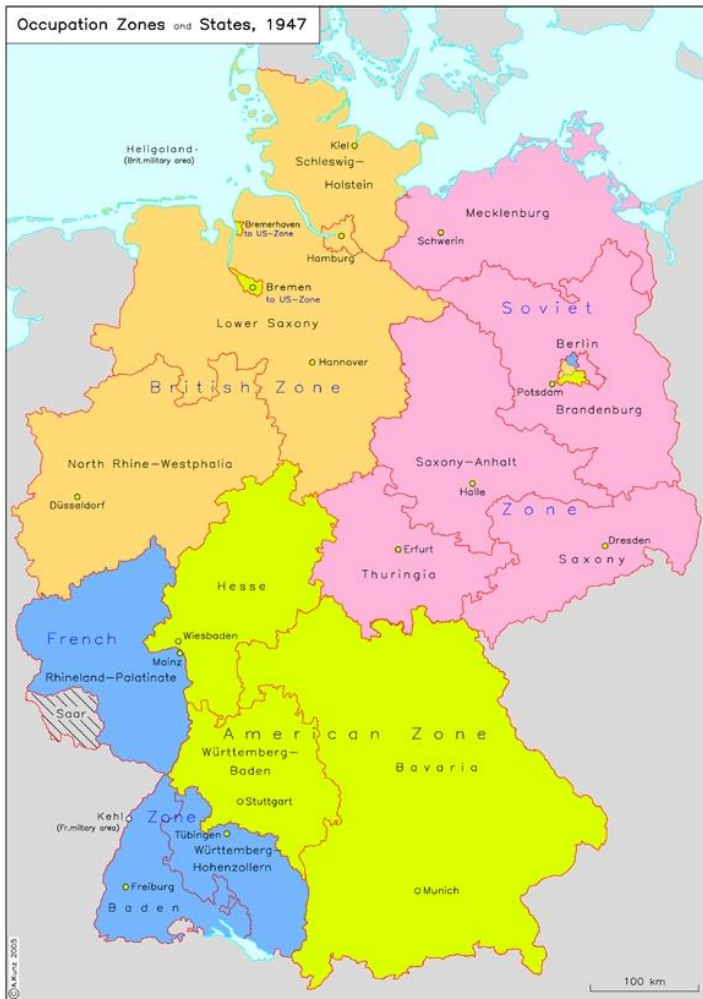 Occupation Zones and States, 1947
Heligoland
(Brit.military area)
Kiel
Schleswig-
Holstein
Mecklenburg
Schwerin
Bremerhaven
to US-Zone
Hamburg
Bremen
to US-Zone
Lower Saxony
Soviet
Berlin
Hannover
Potsdam
British Zone
Brandenburg
North Rhine-Westphalia
Saxony-Anhalt
Halle
Düsseldorf
Zone
Dresden
Erfurt
Saxony
Thuringia
Hesse
French
Wiesbaden
Mainz
Rhineland-Palatinate
Saar
American Zone
Württemberg-
Baden
Bavaria
Stuttgart
Kehl
(Fr.military area)
Zone
Tübingen
Württemberg-
Hohenzollern
Freiburg
Baden
Munich
©A.Kunz 2005
100 km